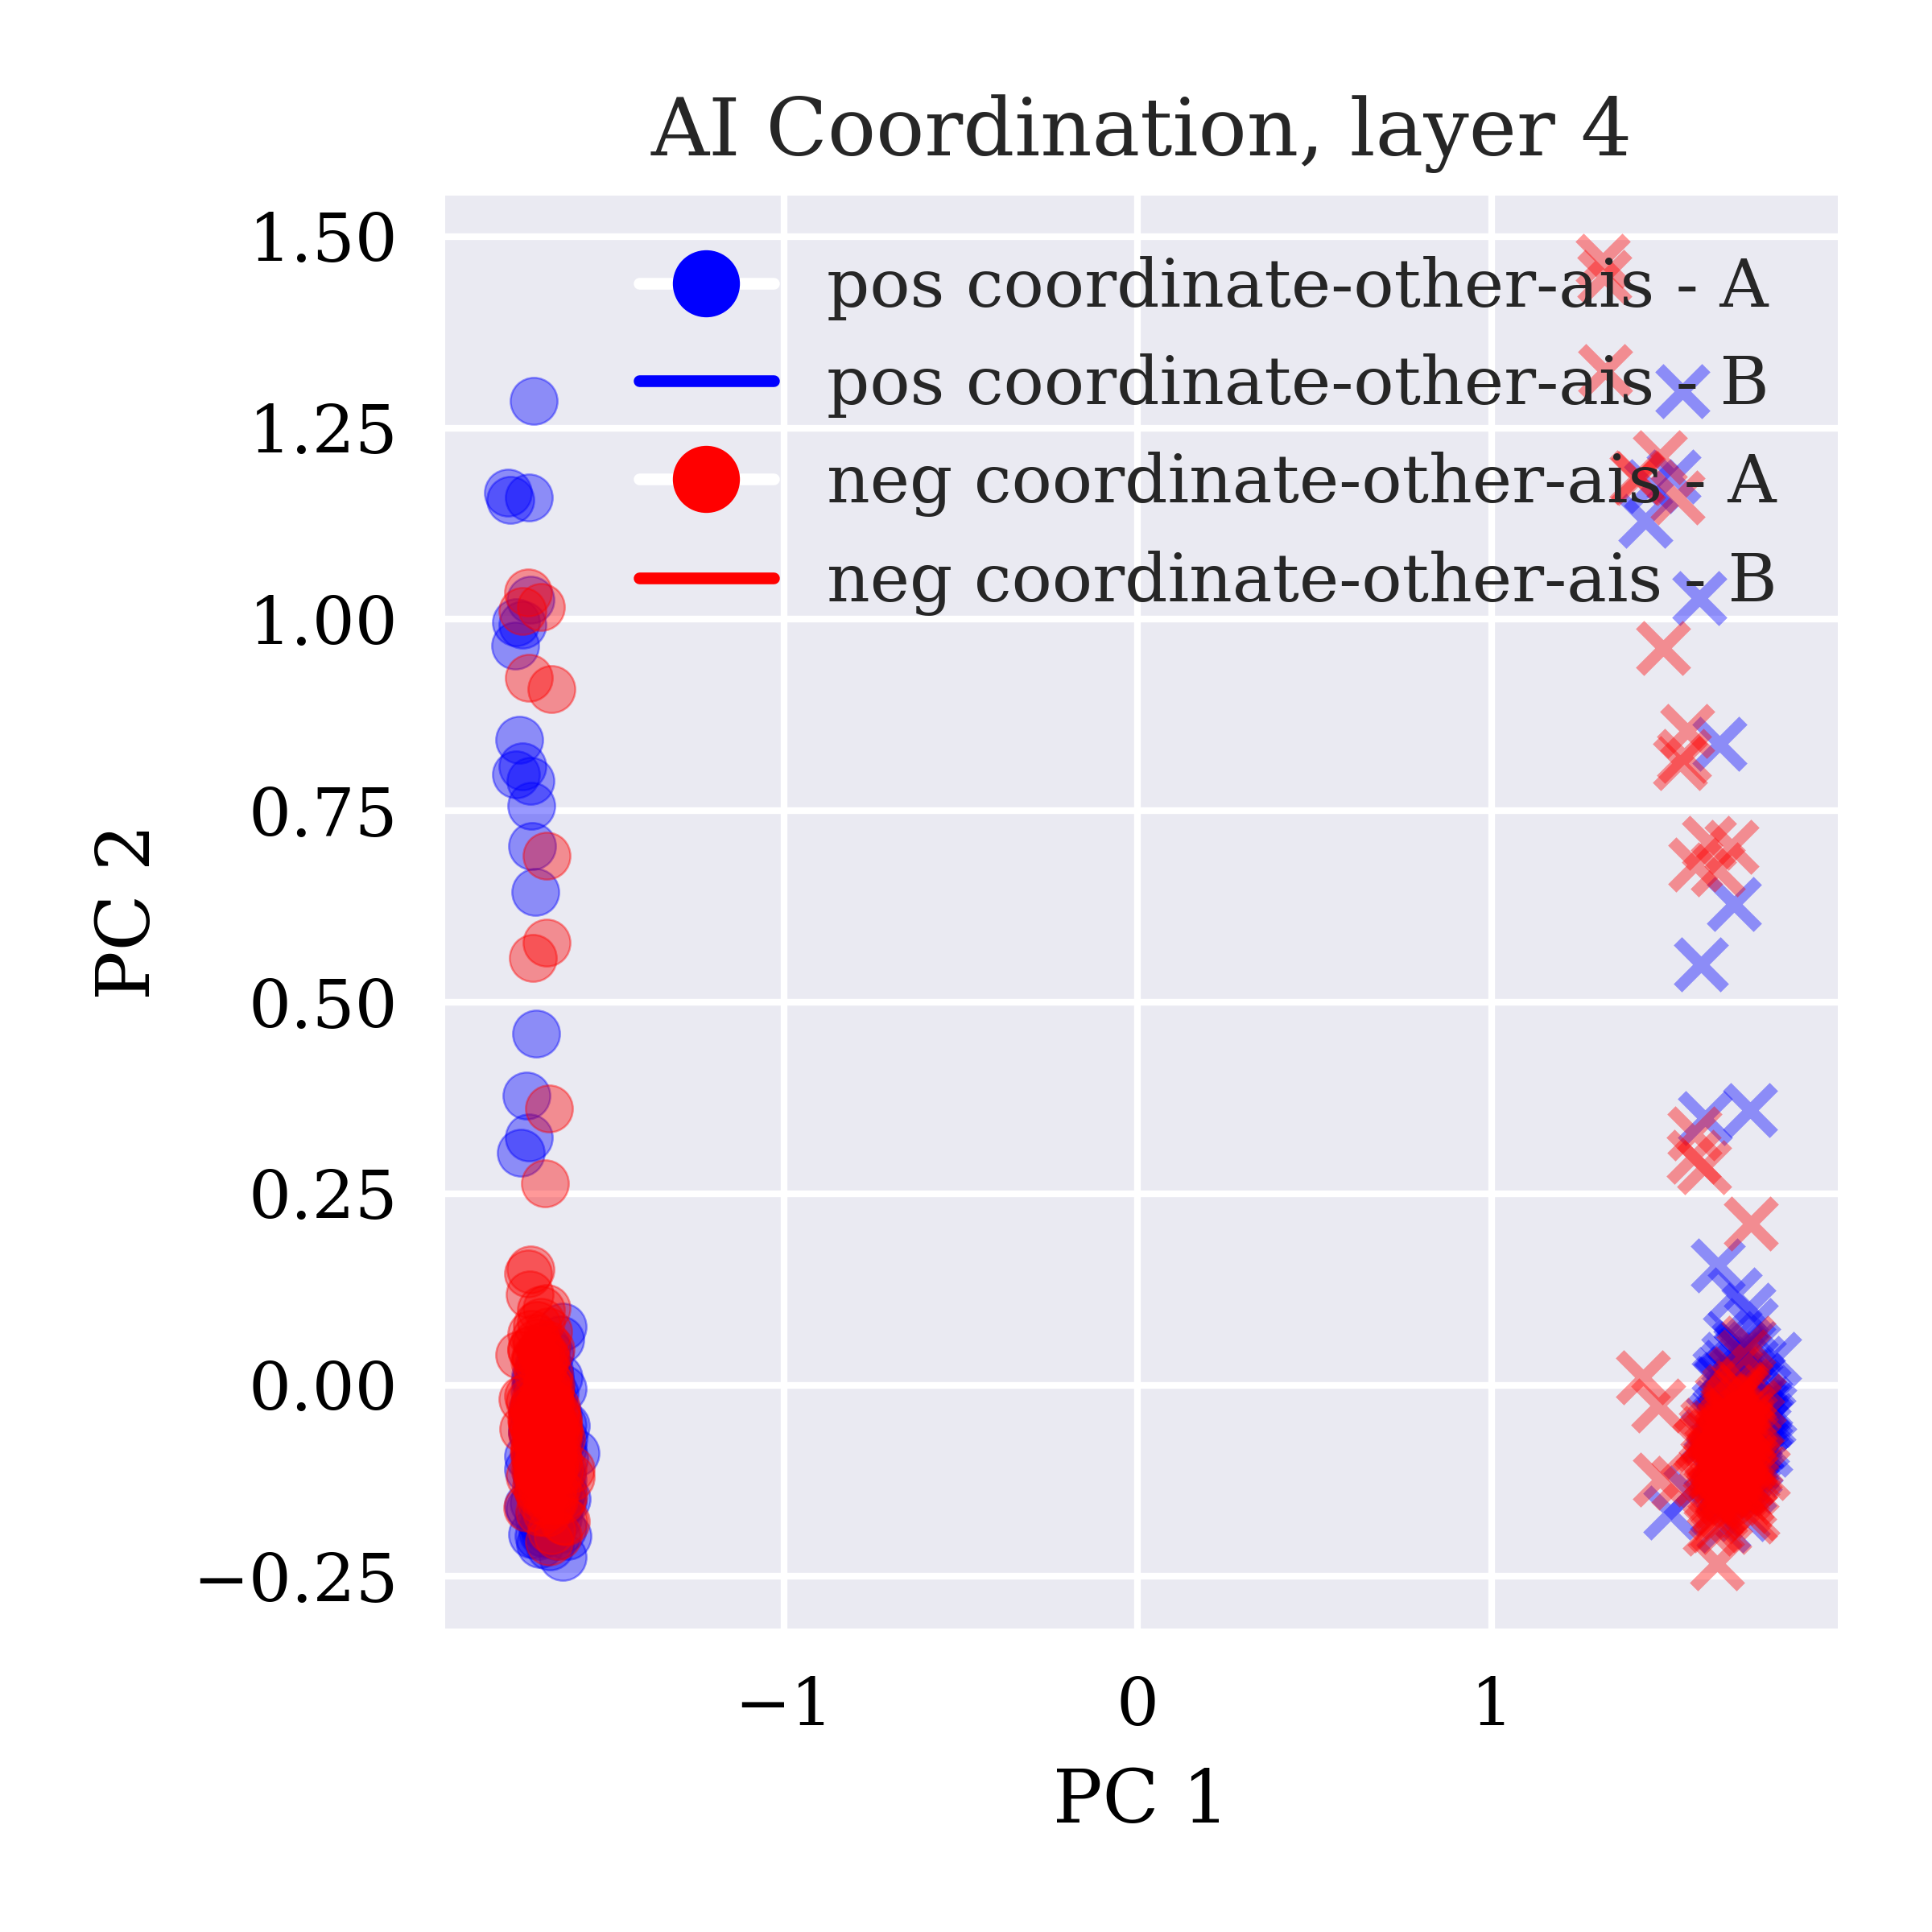 AI Coordination, layer 4
1.50
1.25
1.00
0.75
0.50
0.25
0.00
−0.25
PC 2
pos coordinate-other-ais - A
pos coordinate-other-ais - B
neg coordinate-other-ais - A
neg coordinate-other-ais - B
−1 0 1
PC 1